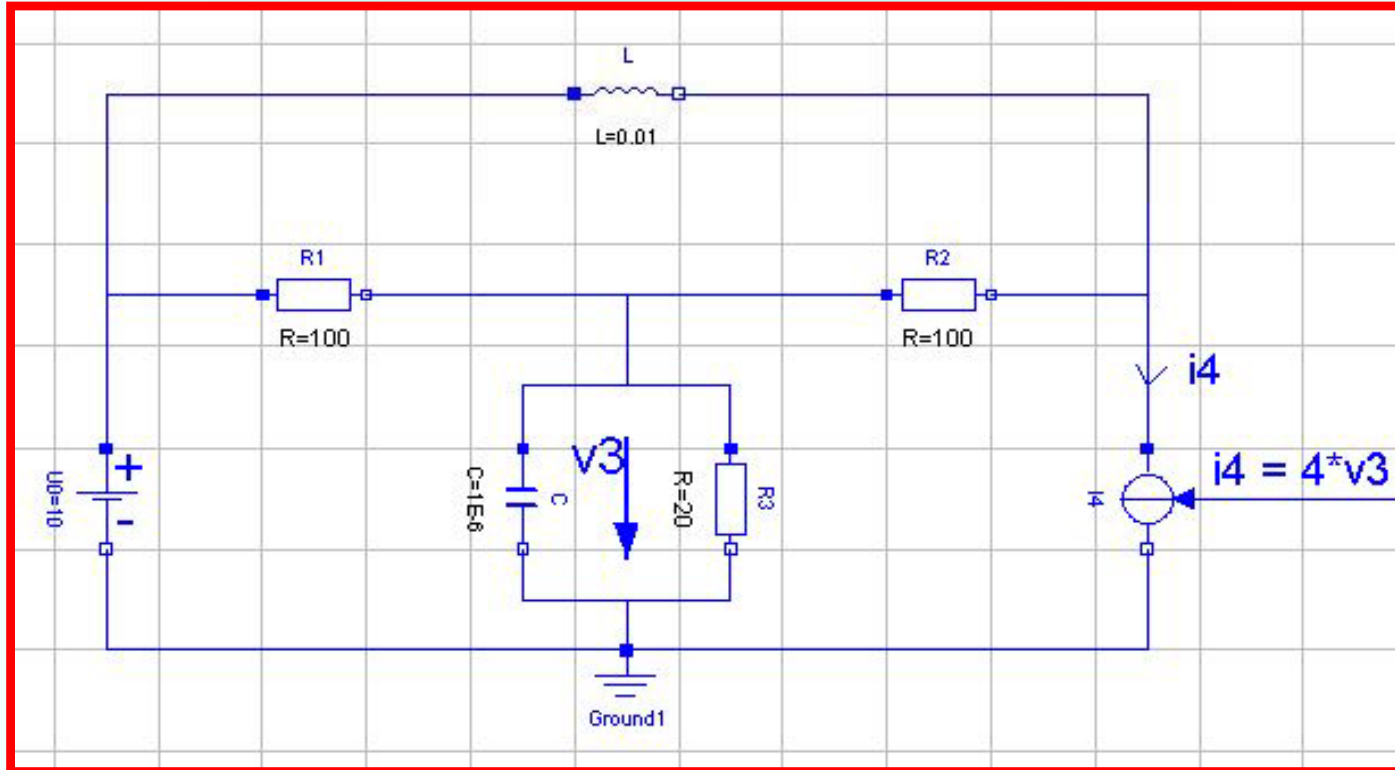 L
L=0.01
R1
R=100
R2
R=100
i4
U0=10
+
-
C=1E-6
C
v3
R=20
R3
I4
i4 = 4*v3
Ground1